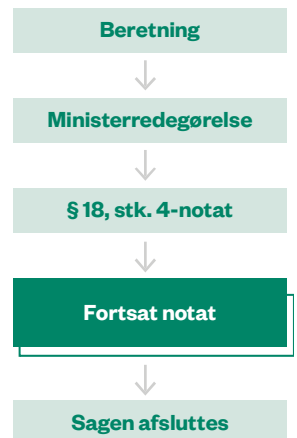 Beretning
Ministerredegørelse
§ 18, stk. 4-notat
Fortsat notat
Sagen afsluttes